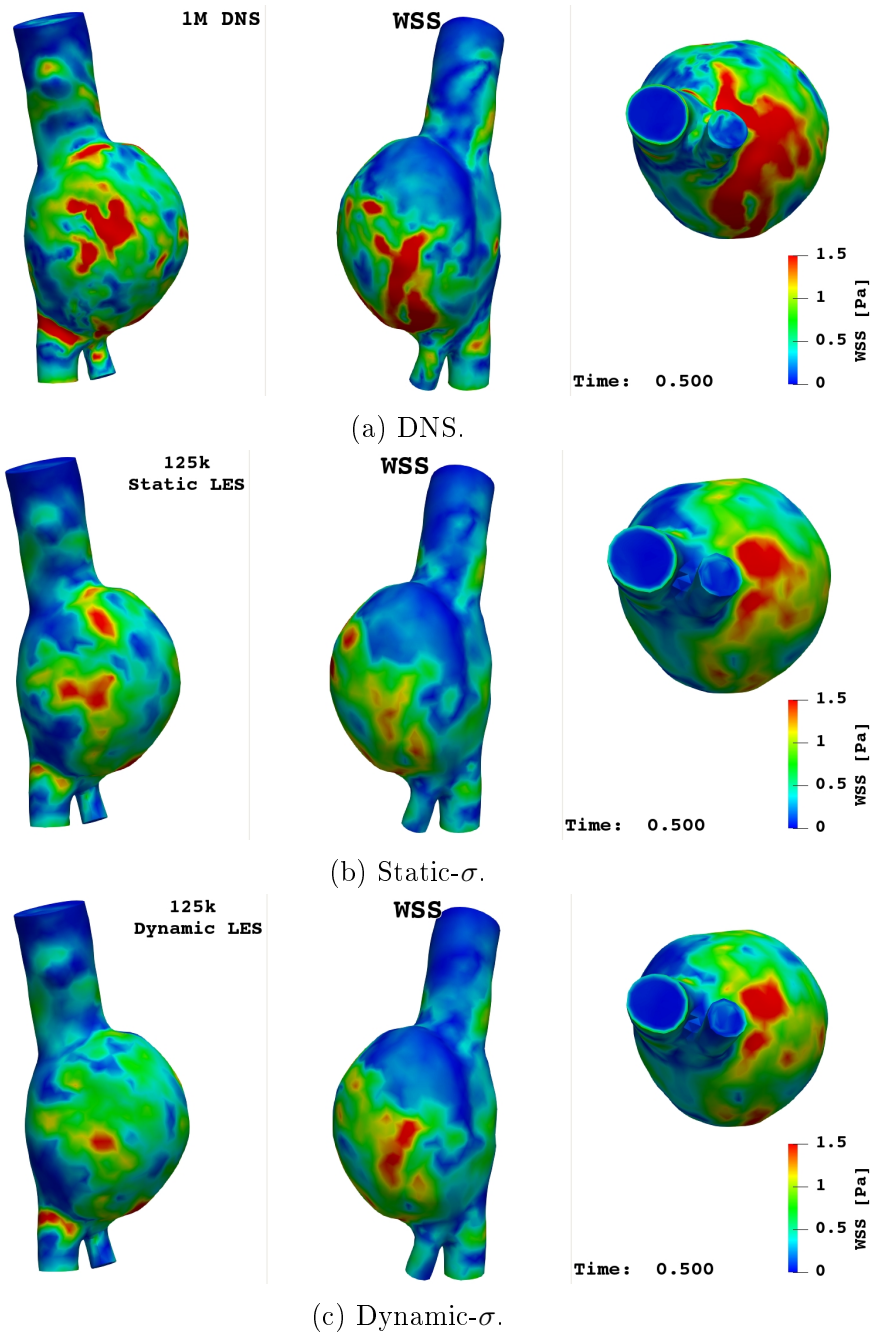 1M DNS
WSS
1.5
1
0.5
0
WSS [Pa]
Time: 0.500
(a) DNS.
125k
Static LES
WSS
1.5
1
0.5
0
WSS [Pa]
Time: 0.500
(b) Static-σ.
125k
Dynamic LES
WSS
1.5
1
0.5
0
WSS [Pa]
Time: 0.500
(c) Dynamic-σ.